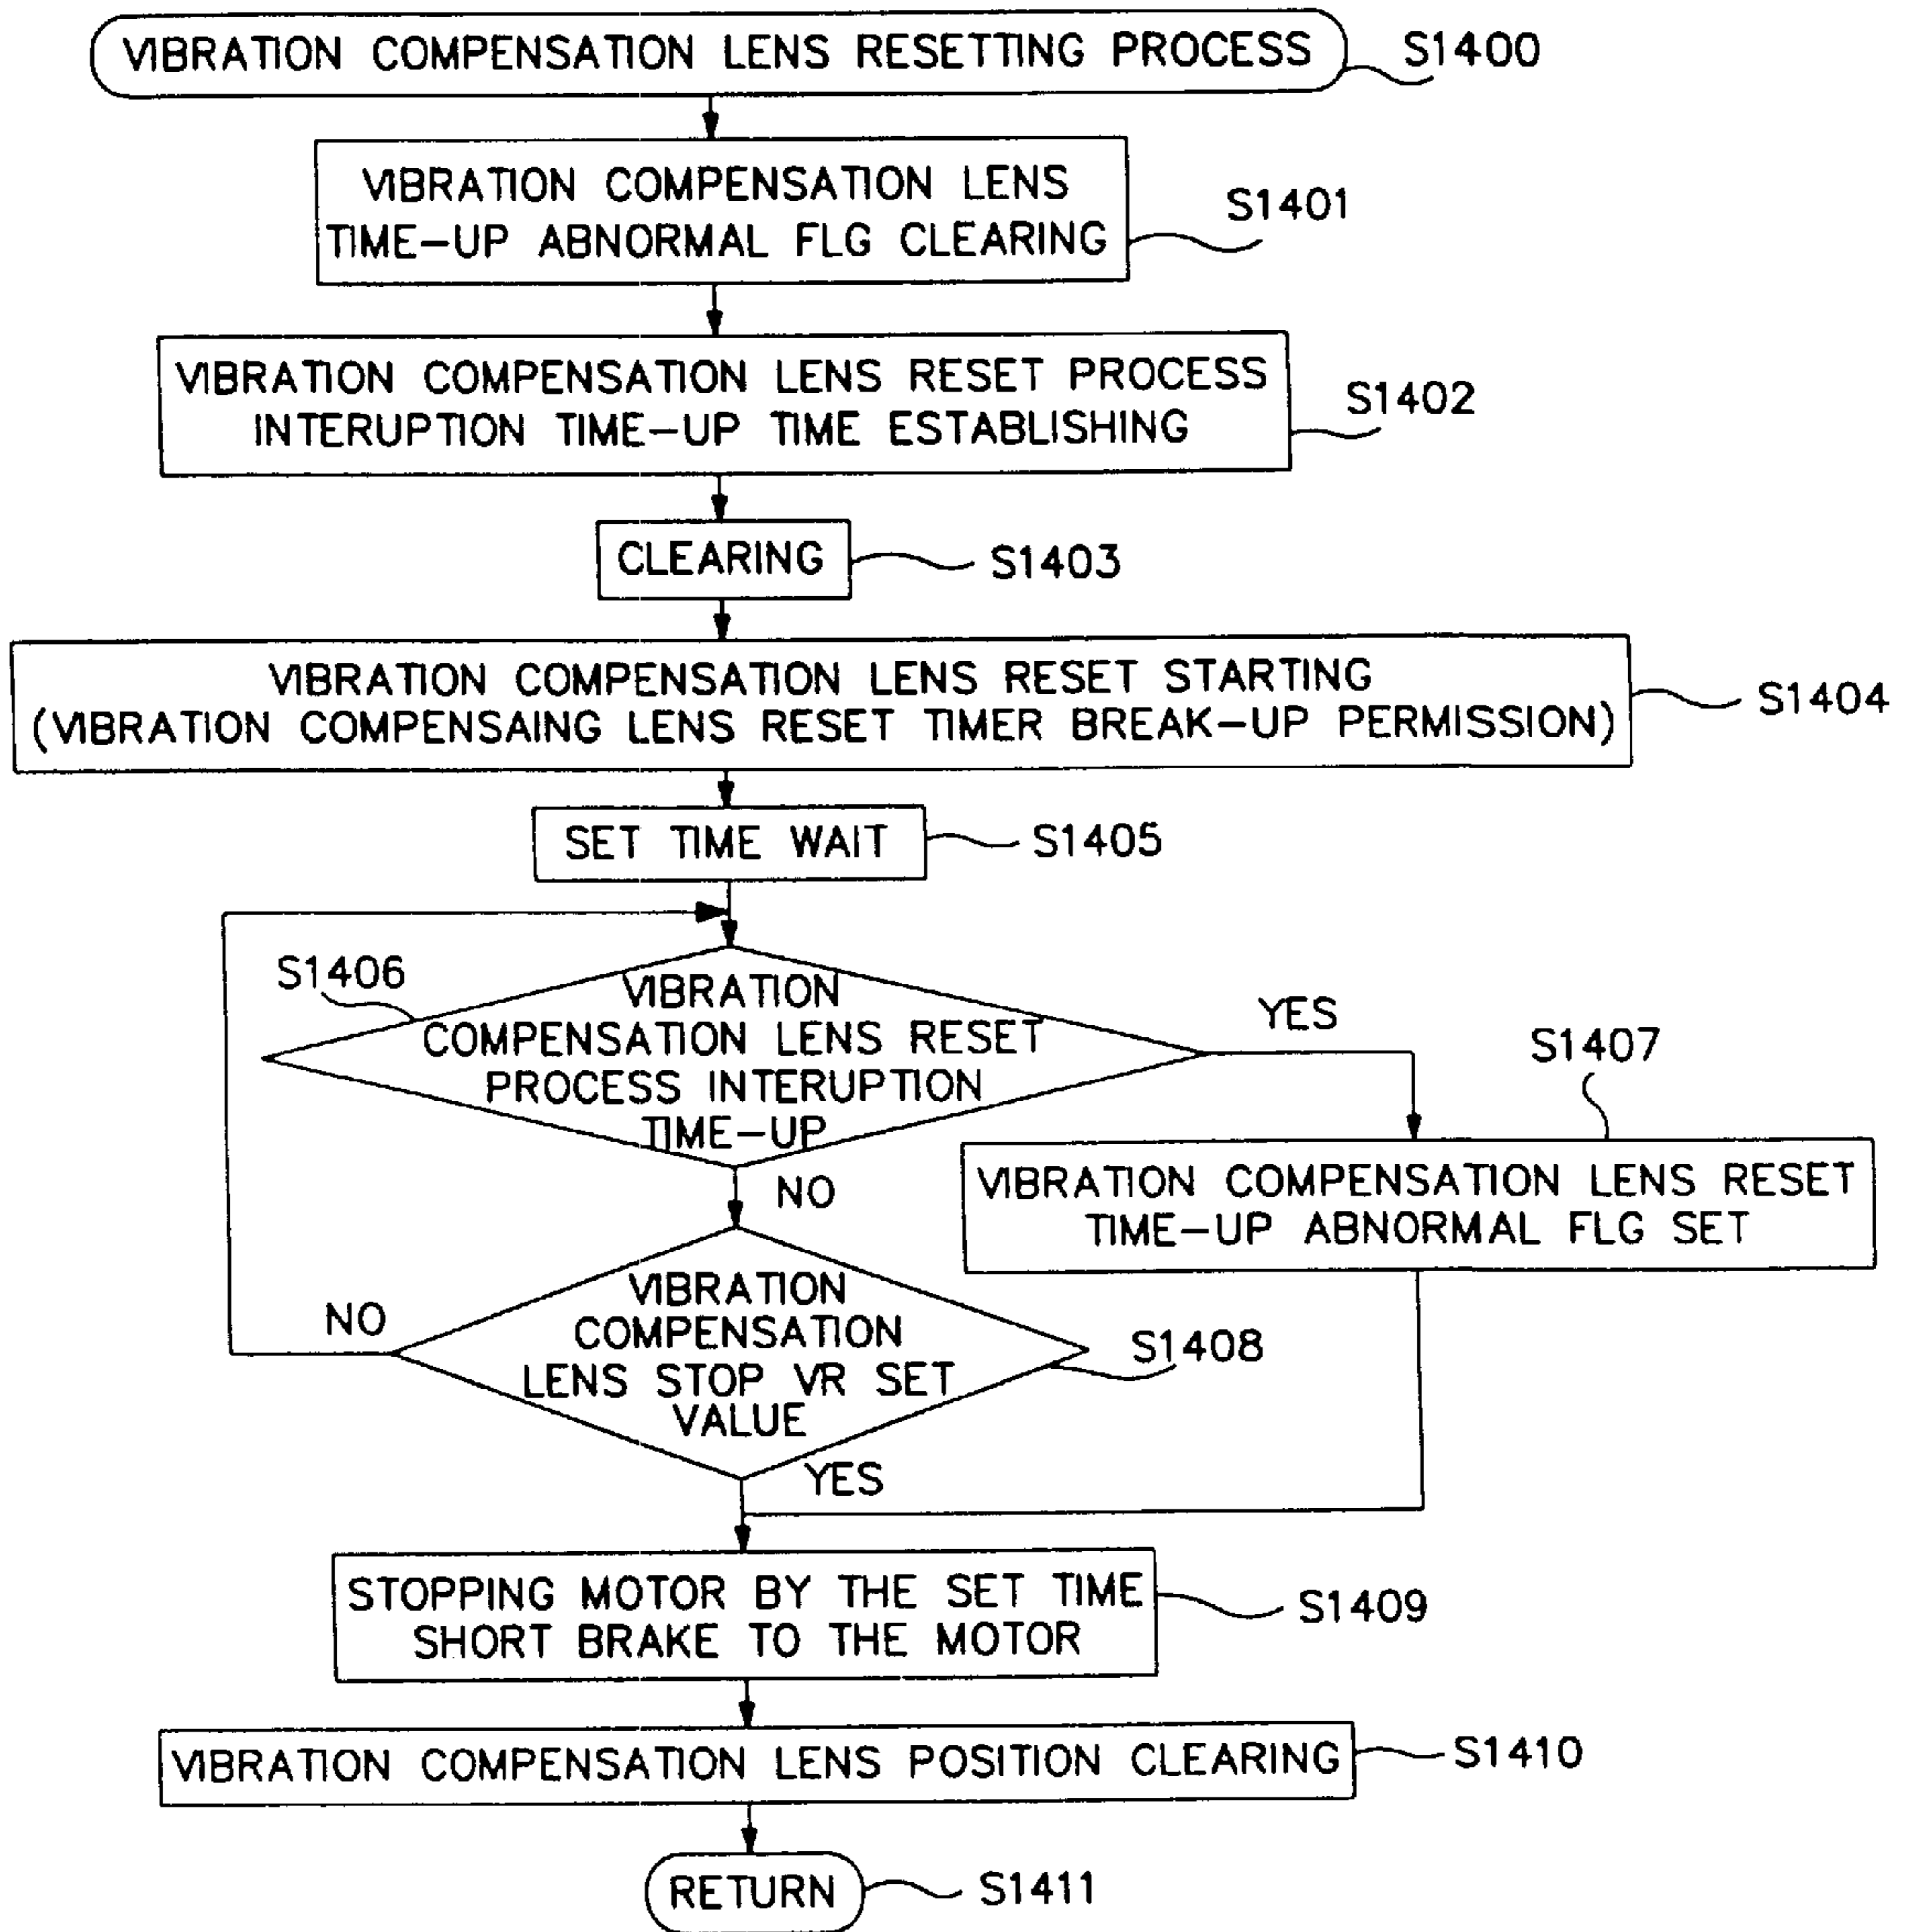 VIBRATION COMPENSATION LENS RESETTING PROCESS
S1400
VIBRATION COMPENSATION LENS
TIME-UP ABNORMAL FLG CLEARING
S1401
VIBRATION COMPENSATION LENS RESET PROCESS
INTERUPTION TIME-UP TIME ESTABLISHING
S1402
CLEARING
S1403
VIBRATION COMPENSATION LENS RESET STARTING
(VIBRATION COMPENSAING LENS RESET TIMER BREAK-UP PERMISSION)
S1404
SET TIME WAIT
S1405
S1406
VIBRATION
COMPENSATION LENS RESET
PROCESS INTERUPTION
TIME-UP
YES
NO
S1407
VIBRATION COMPENSATION LENS RESET
TIME-UP ABNORMAL FLG SET
VIBRATION
COMPENSATION
LENS STOP VR SET
VALUE
NO
S1408
YES
STOPPING MOTOR BY THE SET TIME
SHORT BRAKE TO THE MOTOR
S1409
VIBRATION COMPENSATION LENS POSITION CLEARING
S1410
RETURN
S1411